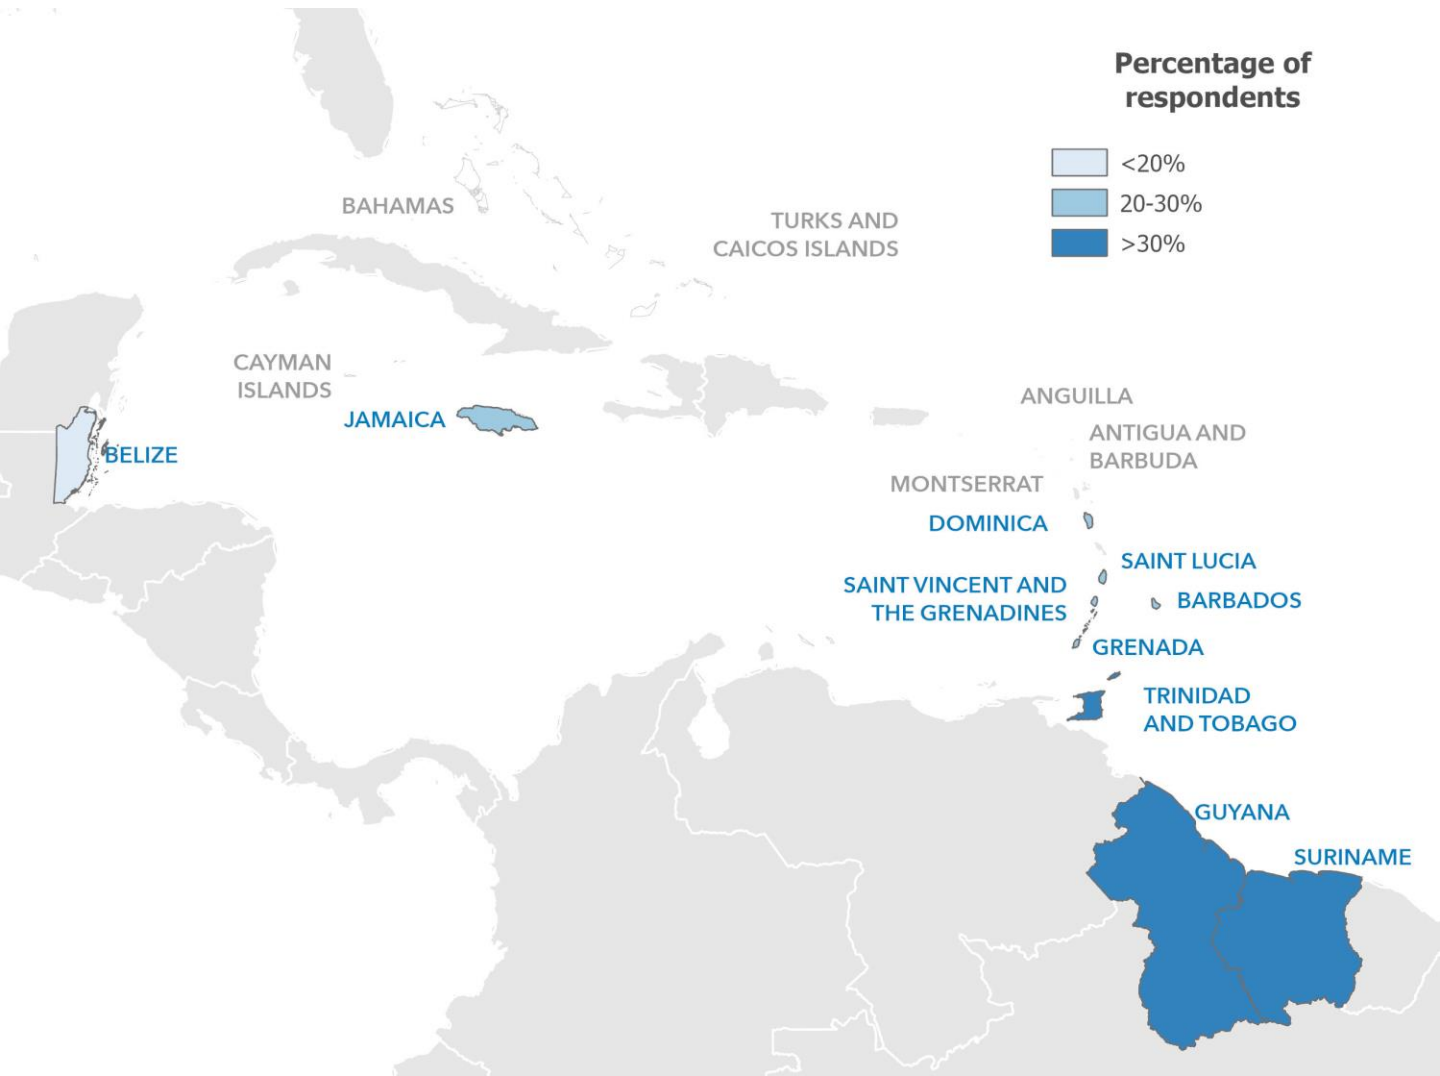 Percentage of
respondents
<20%
20-30%
>30%
BAHAMAS
TURKS AND
CAICOS ISLANDS
CAYMAN
ISLANDS
JAMAICA
BELIZE
ANGUILLA
ANTIGUA AND
BARBUDA
MONTSERRAT
DOMINICA
SAINT LUCIA
SAINT VINCENT AND
THE GRENADINES
BARBADOS
GRENADA
TRINIDAD
AND TOBAGO
GUYANA
SURINAME